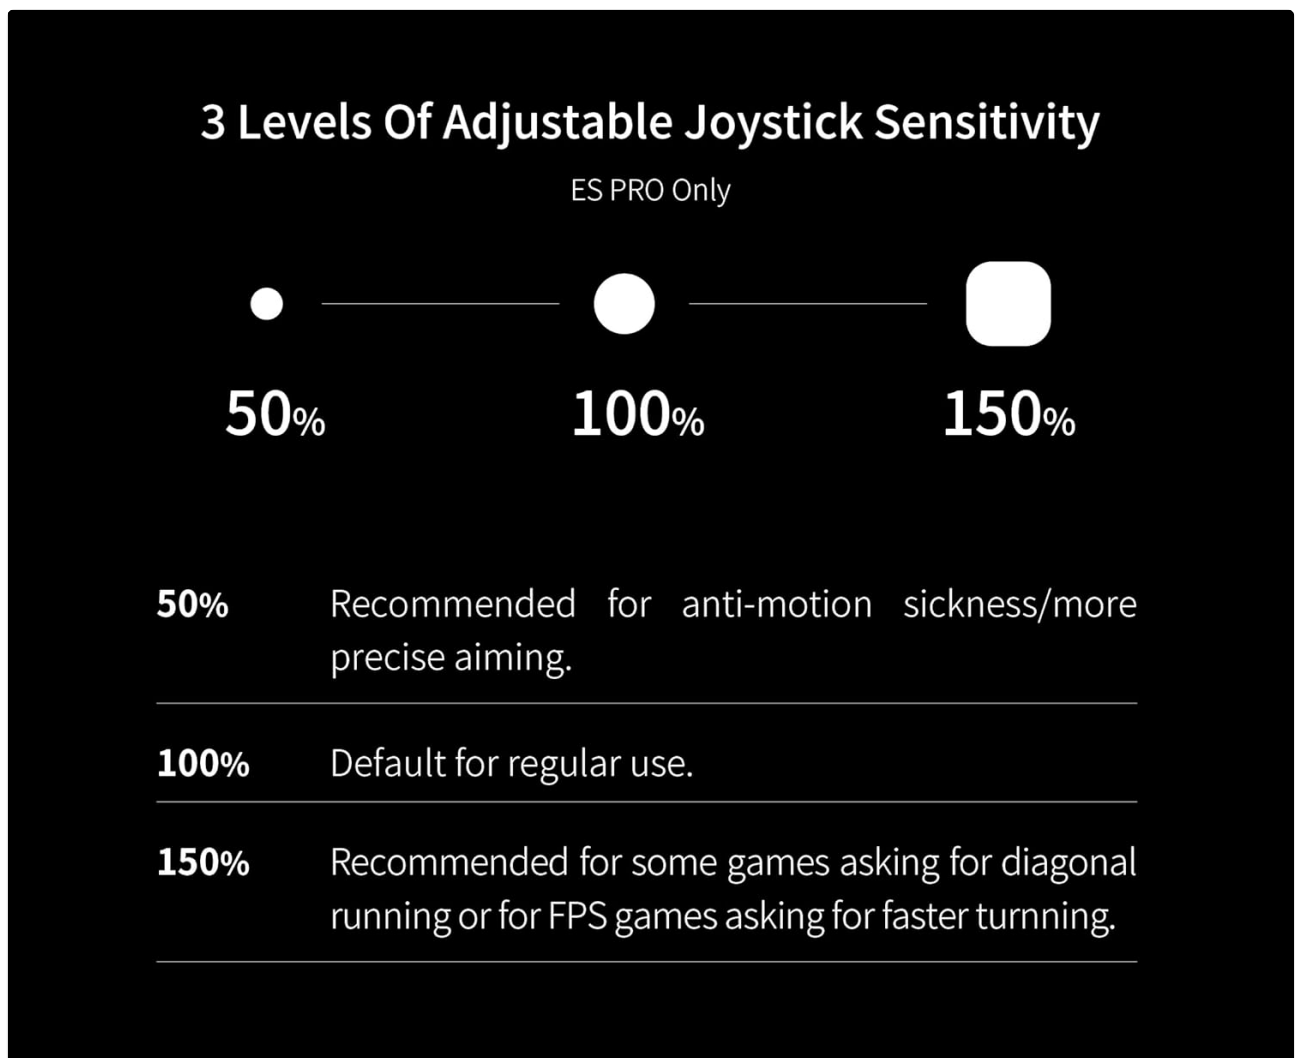 3 Levels Of Adjustable Joystick Sensitivity
ES PRO Only
50% 100% 150%
50% Recommended for anti-motion sickness/more
precise aiming.
100% Default for regular use.
150% Recommended for some games asking for diagonal
running or for FPS games asking for faster turnning.